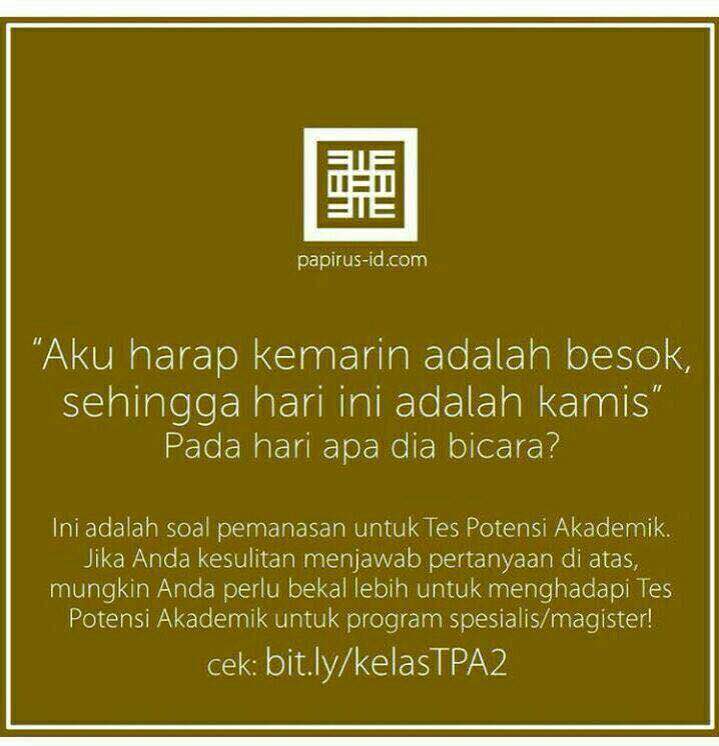 papirus-id.com
“Aku harap kemarin adalah besok,
sehingga hari ini adalah kamis”
Pada hari apa dia bicara?
Ini adalah soal pemanasan untuk Tes Potensi Akademik.
Jika Anda kesulitan menjawab pertanyaan di atas,
mungkin Anda perlu bekal lebih untuk menghadapi Tes
Potensi Akademik untuk program spesialis/magister!
cek: bit.ly/kelasTPA2